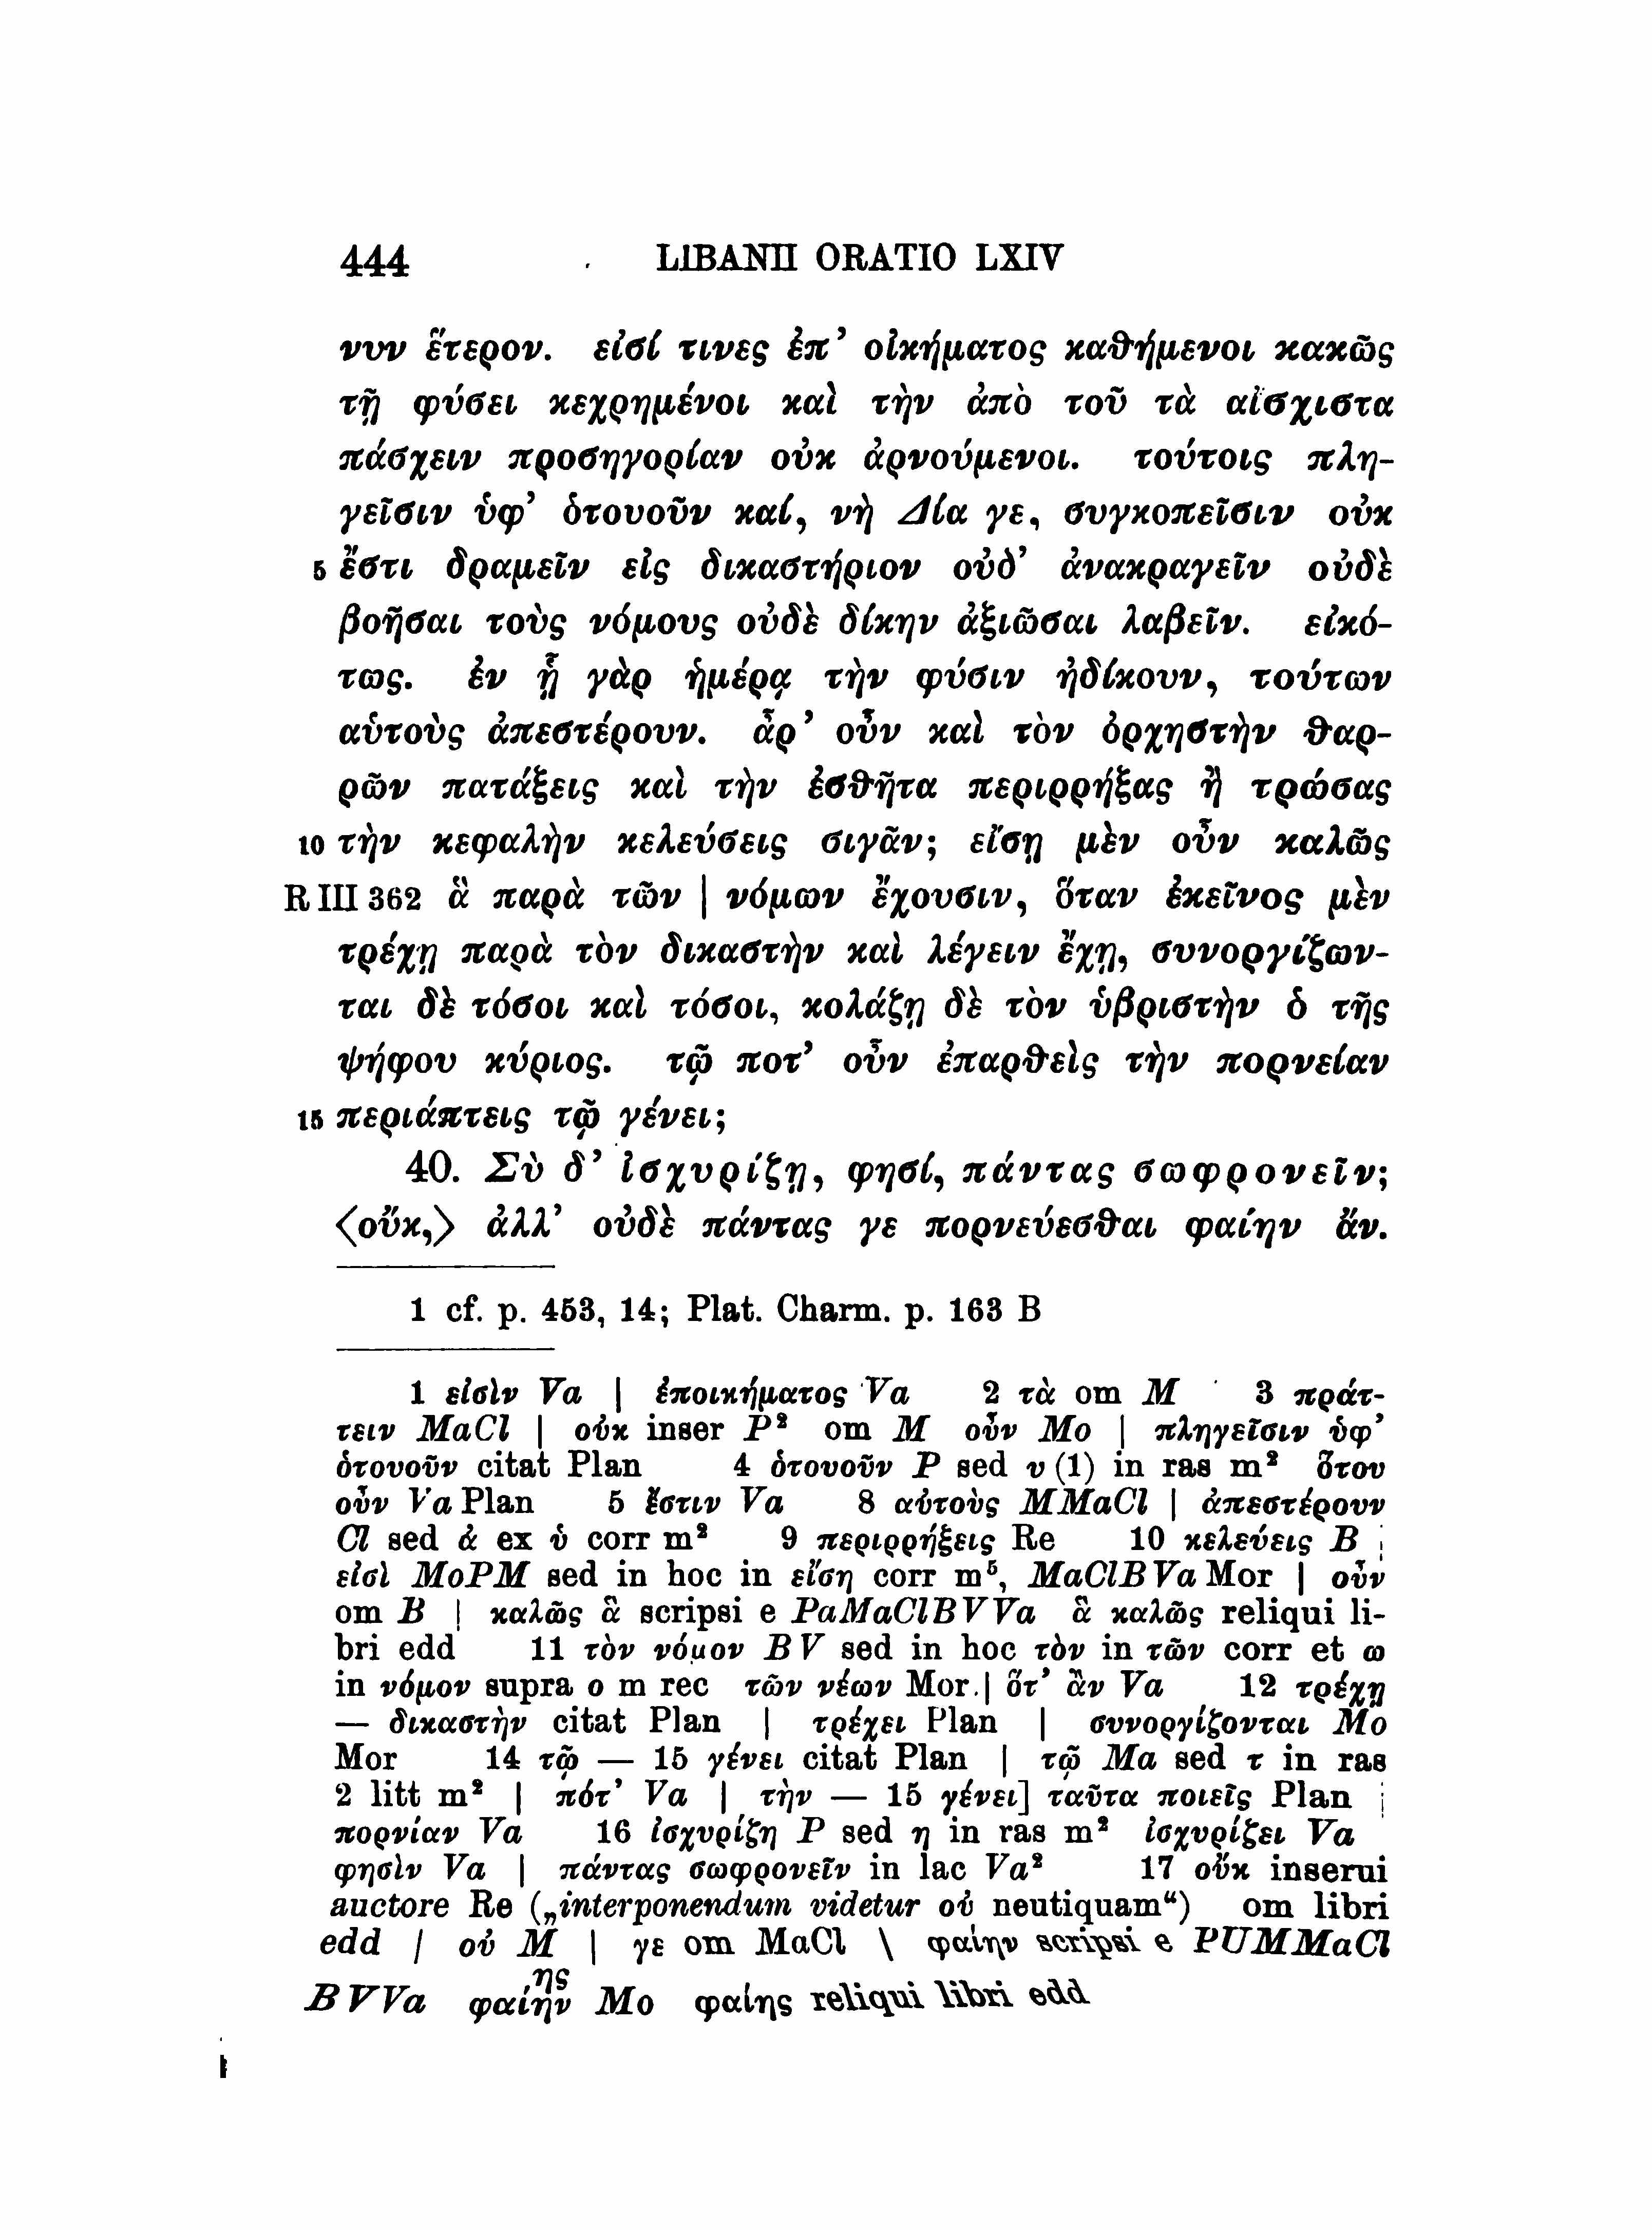 444 LIBANII ORATIO LXIV
νυν ἕτερον. εἰσί τινες ἐπ’ οἰκήματος καθήμενοι κακῶς
τῇ φύσει κεχρημένοι καὶ τὴν ἀπὸ τοῦ τὰ αἴσχιστα
πάσχειν προσηγορίαν οὐκ ἀρνούμενοι. τούτοις πλη-
γεῖσιν ὑφ’ ὁτουοῦν καί, νὴ Δία γε, συγκοπεῖσιν οὐκ
5 ἔστι δραμεῖν εἰς δικαστήριον οὐδ’ ἀνακραγεῖν οὐδὲ
βοῆσαι τοὺς νόμους οὐδὲ δίκην ἀξιῶσαι λαβεῖν. εἰκό-
τως. ἐν ᾗ γὰρ ἡμέρᾳ τὴν φύσιν ἠδίκουν, τούτων
αὑτοὺς ἀπεστέρουν. ἆρ’ οὖν καὶ τὸν ὀρχηστὴν θαρ-
ρῶν πατάξεις καὶ τὴν ἐσθῆτα περιρρήξας ἢ τρώσας
10 τὴν κεφαλὴν κελεύσεις σιγᾶν; εἴσῃ μὲν οὖν καλῶς
R III 362 ἃ παρὰ τῶν | νόμων ἔχουσιν, ὅταν ἐκεῖνος μὲν
τρέχῃ παρὰ τὸν δικαστὴν καὶ λέγειν ἔχῃ, συνοργίζων-
ται δὲ τόσοι καὶ τόσοι, κολάζῃ δὲ τὸν ὑβριστὴν ὁ τῆς
ψήφου κύριος. τῷ ποτ’ οὖν ἐπαρθεὶς τὴν πορνείαν
15 περιάπτεις τῷ γένει;
40. Σὺ δ’ ἰσχυρίζῃ, φησί, πάντας σωφρονεῖν;
⟨οὔκ,⟩ ἀλλ’ οὐδὲ πάντας γε πορνεύεσθαι φαίην ἄν.
1 cf. p. 453, 14; Plat. Charm. p. 163 B
1 εἰσὶν Va | ἐποικήματος Va 2 τὰ om M 3 πράτ-
τειν MaCl | οὐκ inser P² om M οὖν Mo | πληγεῖσιν ὑφ’
ὁτουοῦν citat Plan 4 ὁτουοῦν P sed υ (1) in ras m² ὅτου
οὖν Va Plan 5 ἔστιν Va 8 αὐτοὺς MMaCl | ἀπεστέρουν
Cl sed ἀ ex ὑ corr m² 9 περιρρήξεις Re 10 κελεύεις B |
εἰσὶ MoPM sed in hoc in εἴση corr m⁵, MaClBVa Mor | οὖν
om B | καλῶς ἃ scripsi e PaMaClBVVa ἃ καλῶς reliqui li-
bri edd 11 τὸν νόμον BV sed in hoc τὸν in τῶν corr et ω
in νόμον supra ο m rec τῶν νέων Mor | ὅτ’ ἂν Va 12 τρέχῃ
— δικαστὴν citat Plan | τρέχει Plan | συνοργίζονται Mo
Mor 14 τῷ — 15 γένει citat Plan | τῷ Ma sed τ in ras
2 litt m² | πότ’ Va | τὴν — 15 γένει] ταῦτα ποιεῖς Plan |
πορνίαν Va 16 ἰσχυρίζῃ P sed η in ras m² ἰσχυρίζει Va
φησὶν Va | πάντας σωφρονεῖν in lac Va² 17 οὔκ inserui
auctore Re („interponendum videtur οὐ neutiquam“) om libri
edd | οὐ M | γε om MaCl | φαίην scripsi e PUMMaCl
ης
BVVa φαίην Mo φαίης reliqui libri edd